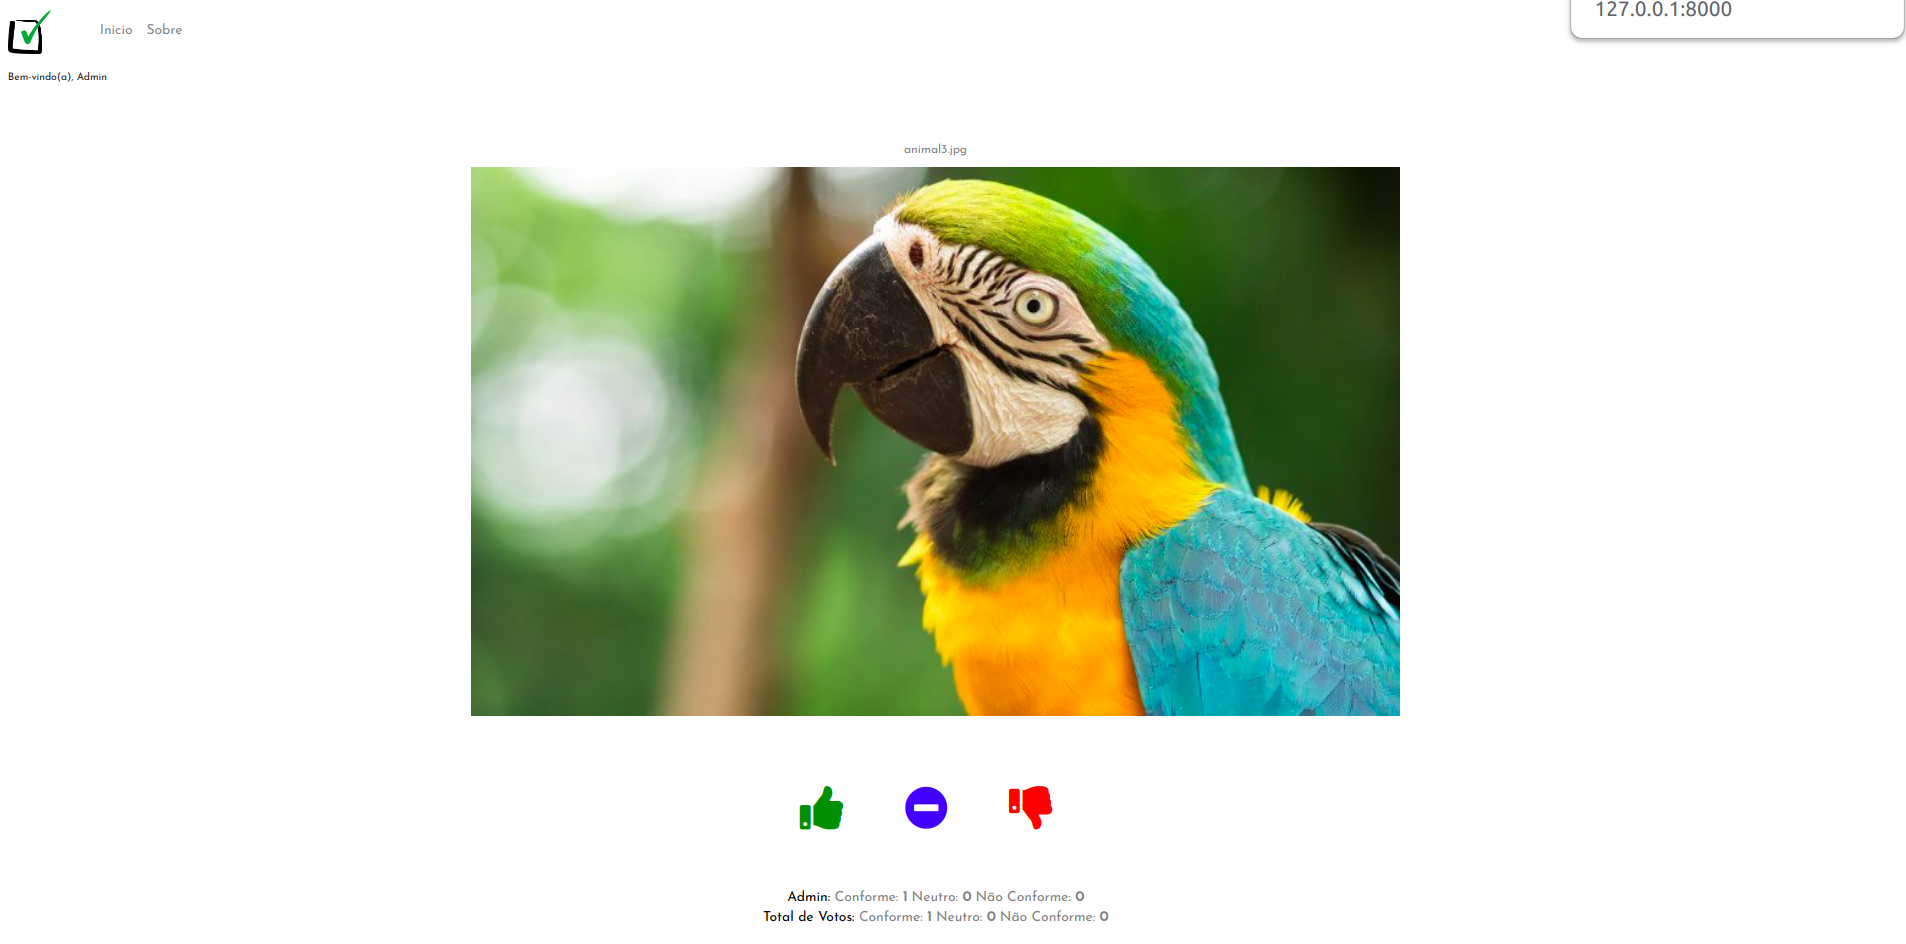 Inicio Sobre
127.0.0.1:8000
Bem-vindo(a), Admin
animal3.jpg
Admin: Conforme: 1 Neutro: 0 Não Conforme: 0
Total de Votos: Conforme: 1 Neutro: 0 Não Conforme: 0